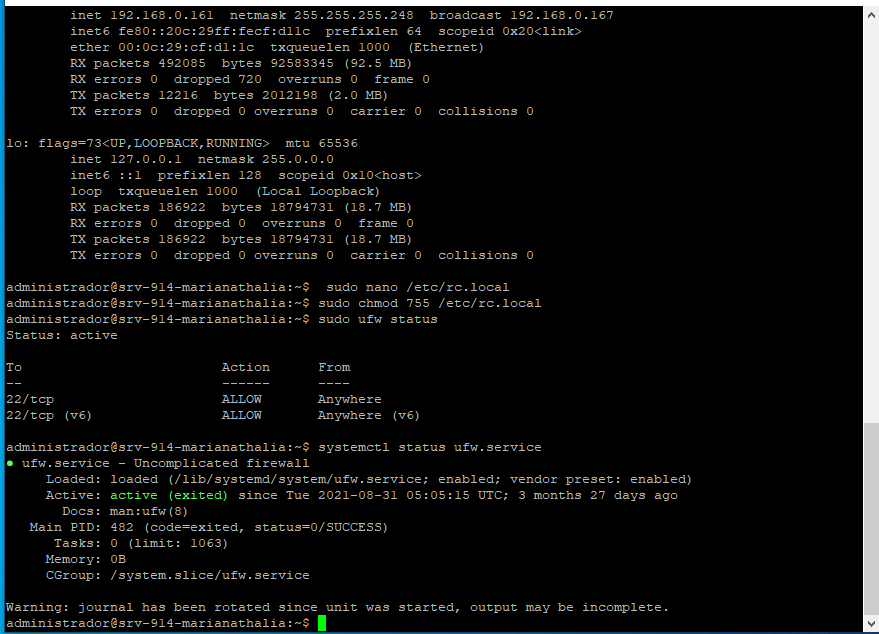 inet 192.168.0.161  netmask 255.255.255.248  broadcast 192.168.0.167
inet6 fe80::20c:29ff:fecf:d11c  prefixlen 64  scopeid 0x20<link>
ether 00:0c:29:cf:d1:1c  txqueuelen 1000  (Ethernet)
RX packets 492085  bytes 92583345 (92.5 MB)
RX errors 0  dropped 720  overruns 0  frame 0
TX packets 12216  bytes 2012198 (2.0 MB)
TX errors 0  dropped 0 overruns 0  carrier 0  collisions 0
lo: flags=73<UP,LOOPBACK,RUNNING>  mtu 65536
inet 127.0.0.1  netmask 255.0.0.0
inet6 ::1  prefixlen 128  scopeid 0x10<host>
loop  txqueuelen 1000  (Local Loopback)
RX packets 186922  bytes 18794731 (18.7 MB)
RX errors 0  dropped 0  overruns 0  frame 0
TX packets 186922  bytes 18794731 (18.7 MB)
TX errors 0  dropped 0 overruns 0  carrier 0  collisions 0
administrador@srv-914-marianathalia:~$  sudo nano /etc/rc.local
administrador@srv-914-marianathalia:~$ sudo chmod 755 /etc/rc.local
administrador@srv-914-marianathalia:~$ sudo ufw status
Status: active
To                         Action      From
--                         ------      ----
22/tcp                     ALLOW       Anywhere
22/tcp (v6)                ALLOW       Anywhere (v6)
administrador@srv-914-marianathalia:~$ systemctl status ufw.service
● ufw.service - Uncomplicated firewall
Loaded: loaded (/lib/systemd/system/ufw.service; enabled; vendor preset: enabled)
Active: active (exited) since Tue 2021-08-31 05:05:15 UTC; 3 months 27 days ago
Docs: man:ufw(8)
Main PID: 482 (code=exited, status=0/SUCCESS)
Tasks: 0 (limit: 1063)
Memory: 0B
CGroup: /system.slice/ufw.service
Warning: journal has been rotated since unit was started, output may be incomplete.
administrador@srv-914-marianathalia:~$